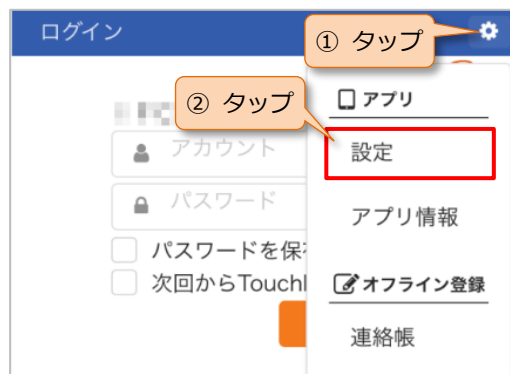 ログイン
① タップ
② タップ
アプリ
アカウント
設定
パスワード
アプリ情報
パスワードを保
次回からTouch
オフライン登録
連絡帳